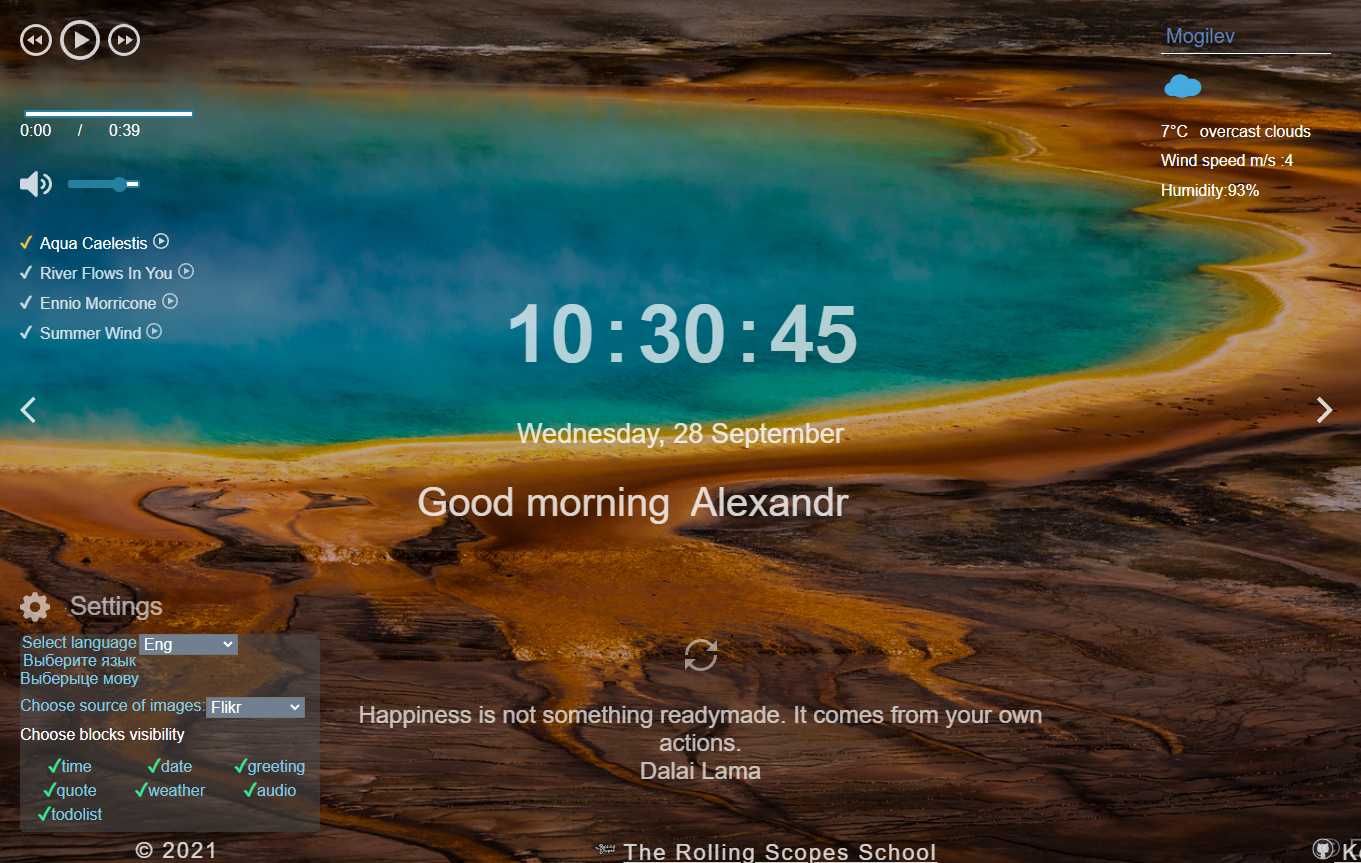 Mogilev
0:00 / 0:39
7°C overcast clouds
Wind speed m/s :4
Humidity:93%
Aqua Caelestis
River Flows In You
Ennio Morricone
Summer Wind
10:30:45
Wednesday, 28 September
Good morning Alexandr
Settings
Select language Eng
Выберите язык
Выберыце мову
Choose source of images: Flikr
Choose blocks visibility
time date greeting
quote weather audio
todolist
Happiness is not something readymade. It comes from your own
actions.
Dalai Lama
© 2021 The Rolling Scopes School